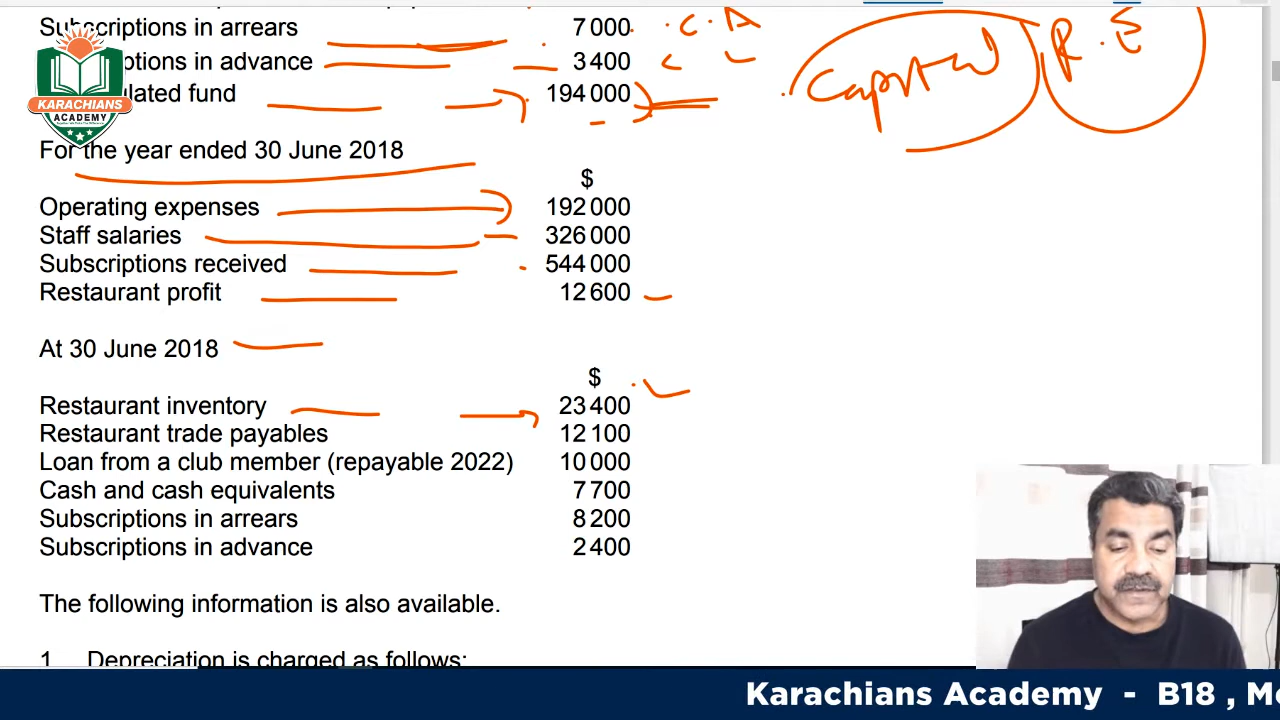 Subscriptions in arrears 7 000 . C . A
ptions in advance 3 400 C L
ulated fund 194 000
Capital R . E
KARACHIANS
ACADEMY
For the year ended 30 June 2018
$
Operating expenses 192 000
Staff salaries 326 000
Subscriptions received 544 000
Restaurant profit 12 600
At 30 June 2018
$
Restaurant inventory 23 400
Restaurant trade payables 12 100
Loan from a club member (repayable 2022) 10 000
Cash and cash equivalents 7 700
Subscriptions in arrears 8 200
Subscriptions in advance 2 400
The following information is also available.
1 Depreciation is charged as follows:
Karachians Academy - B18 , Me